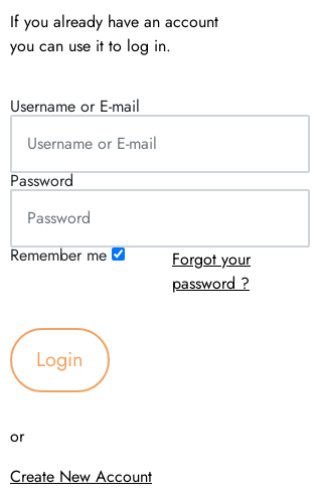 If you already have an account
you can use it to log in.
Username or E-mail
Username or E-mail
Password
Password
Remember me
Forgot your
password ?
Login
or
Create New Account